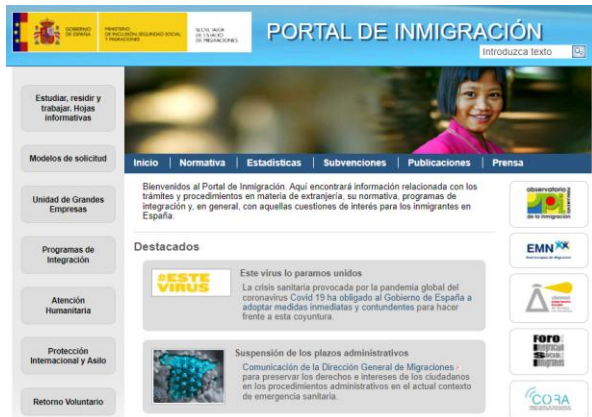 GOBIERNO
DE ESPAÑA
MINISTERIO
DE INCLUSIÓN, SEGURIDAD SOCIAL
Y MIGRACIONES
SECRETARÍA
DE ESTADO
DE MIGRACIONES
PORTAL DE INMIGRACIÓN
Introduzca texto
Estudiar, residir y
trabajar. Hojas
informativas
Modelos de solicitud
Unidad de Grandes
Empresas
Programas de
Integración
Atención
Humanitaria
Protección
Internacional y Asilo
Retorno Voluntario
Inicio | Normativa | Estadísticas | Subvenciones | Publicaciones | Prensa
Bienvenidos al Portal de Inmigración. Aquí encontrará información relacionada con los
trámites y procedimientos en materia de extranjería, su normativa, programas de
integración y, en general, con aquellas cuestiones de interés para los inmigrantes en
España.
Destacados
#ESTE
VIRUS
Este virus lo paramos unidos
La crisis sanitaria provocada por la pandemia global del
coronavirus Covid 19 ha obligado al Gobierno de España a
adoptar medidas inmediatas y contundentes para hacer
frente a esta coyuntura.
Suspensión de los plazos administrativos
Comunicación de la Dirección General de Migraciones
para preservar los derechos e intereses de los ciudadanos
en los procedimientos administrativos en el actual contexto
de emergencia sanitaria.
observatorio
de la inmigración
EMN
Foro
CORA